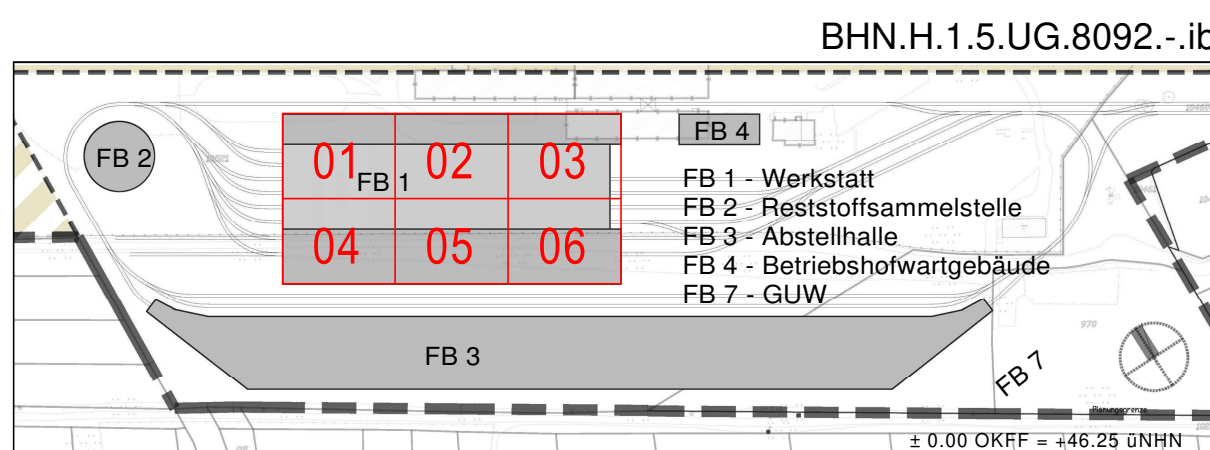 BHN.H.1.5.UG.8092.-.ib
FB 2
01
02
03
FB 1
04
05
06
FB 4
FB 1 - Werkstatt
FB 2 - Reststoffsammelstelle
FB 3 - Abstellhalle
FB 4 - Betriebshofwartgebäude
FB 7 - GUW
FB 3
970
FB 7
Planungsgrenze
± 0.00 OKFF = +46.25 üNHN